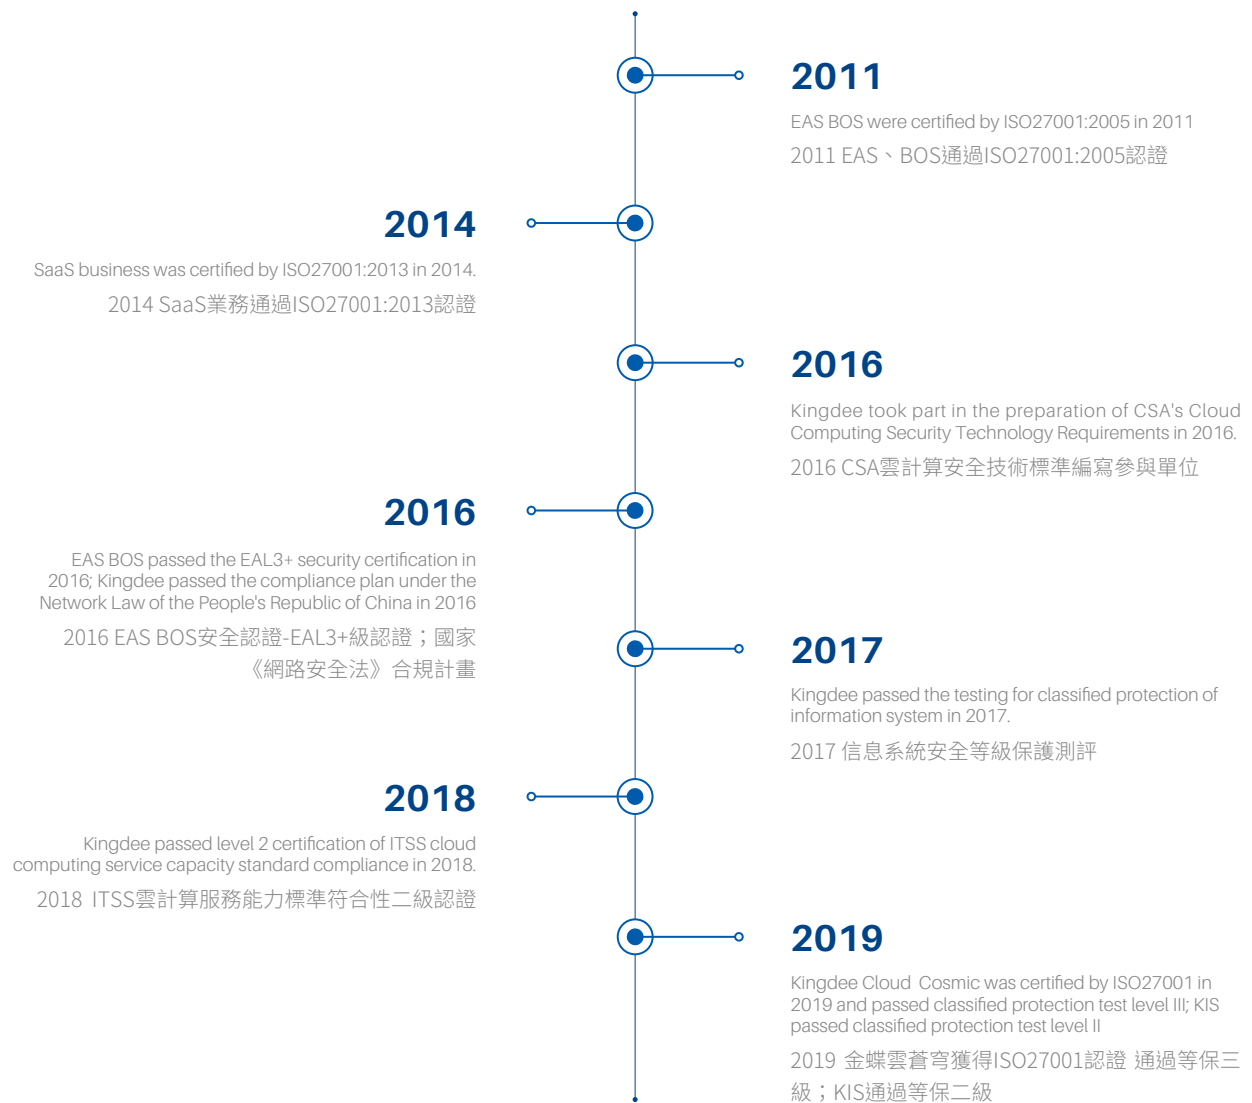 2011
EAS BOS were certified by ISO27001:2005 in 2011
2011 EAS、BOS通過ISO27001:2005認證
2014
SaaS business was certified by ISO27001:2013 in 2014.
2014 SaaS業務通過ISO27001:2013認證
2016
Kingdee took part in the preparation of CSA's Cloud
Computing Security Technology Requirements in 2016.
2016 CSA雲計算安全技術標準編寫參與單位
2016
EAS BOS passed the EAL3+ security certification in
2016; Kingdee passed the compliance plan under the
Network Law of the People's Republic of China in 2016
2016 EAS BOS安全認證-EAL3+級認證；國家
《網路安全法》合規計畫
2017
Kingdee passed the testing for classified protection of
information system in 2017.
2017 信息系統安全等級保護測評
2018
Kingdee passed level 2 certification of ITSS cloud
computing service capacity standard compliance in 2018.
2018 ITSS雲計算服務能力標準符合性二級認證
2019
Kingdee Cloud Cosmic was certified by ISO27001 in
2019 and passed classified protection test level III; KIS
passed classified protection test level II
2019 金蝶雲蒼穹獲得ISO27001認證 通過等保三
級；KIS通過等保二級